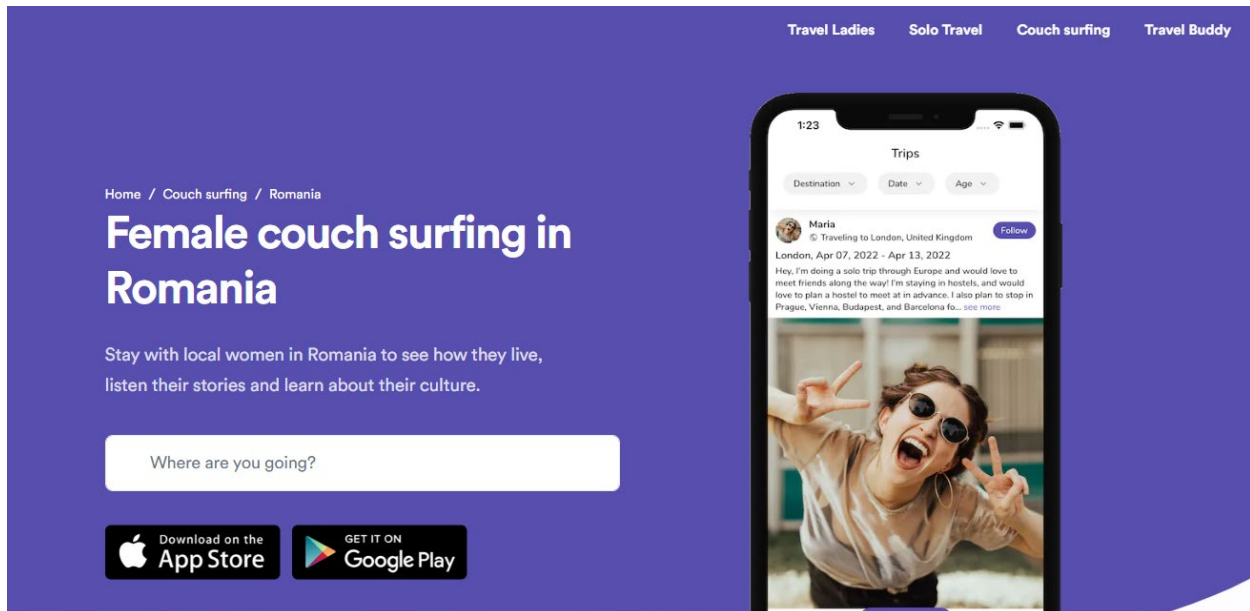 Travel Ladies Solo Travel Couch surfing Travel Buddy
Home / Couch surfing / Romania
Female couch surfing in
Romania
Stay with local women in Romania to see how they live,
listen their stories and learn about their culture.
Where are you going?
Download on the
App Store
GET IT ON
Google Play
1:23
Trips
Destination Date Age
Maria
Traveling to London, United Kingdom
Follow
London, Apr 07, 2022 - Apr 13, 2022
Hey, I'm doing a solo trip through Europe and would love to
meet friends along the way! I'm staying in hostels, and would
love to plan a hostel to meet at in advance. I also plan to stop in
Prague, Vienna, Budapest, and Barcelona fo... see more